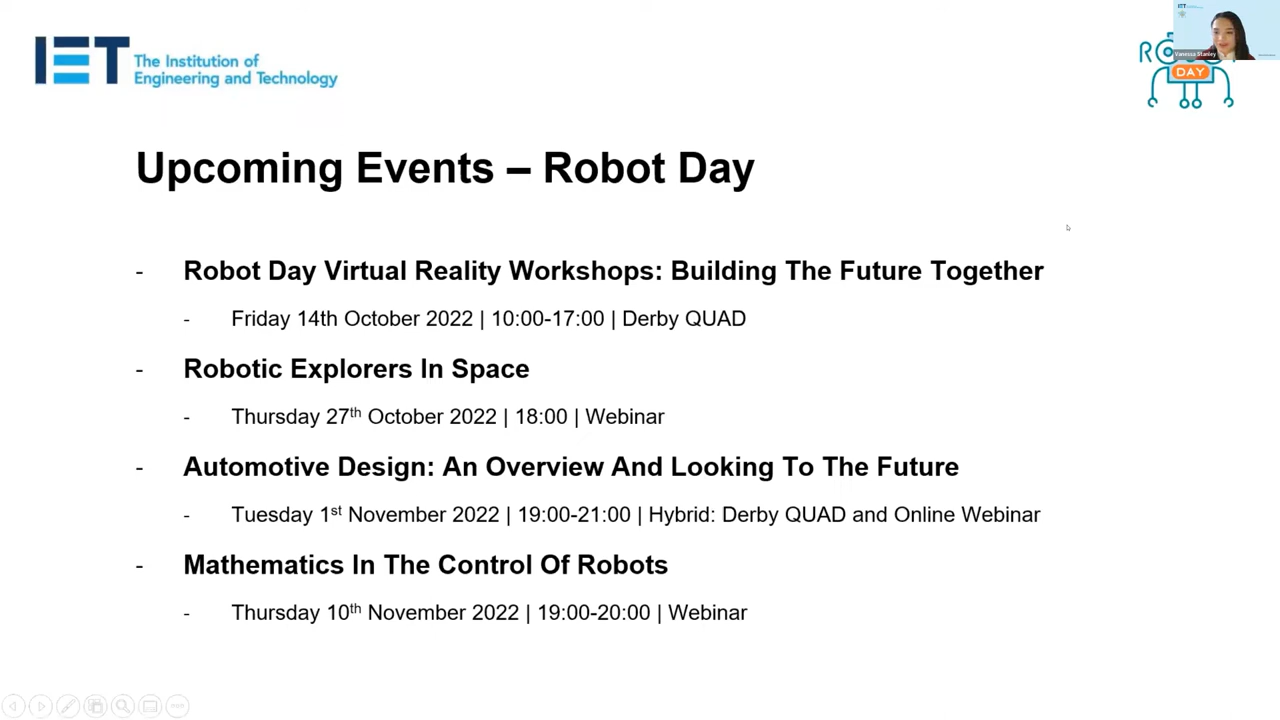 IET The Institution of
Engineering and Technology
Vanessa Stanley
DAY
Upcoming Events – Robot Day
- Robot Day Virtual Reality Workshops: Building The Future Together
- Friday 14th October 2022 | 10:00-17:00 | Derby QUAD
- Robotic Explorers In Space
- Thursday 27th October 2022 | 18:00 | Webinar
- Automotive Design: An Overview And Looking To The Future
- Tuesday 1st November 2022 | 19:00-21:00 | Hybrid: Derby QUAD and Online Webinar
- Mathematics In The Control Of Robots
- Thursday 10th November 2022 | 19:00-20:00 | Webinar